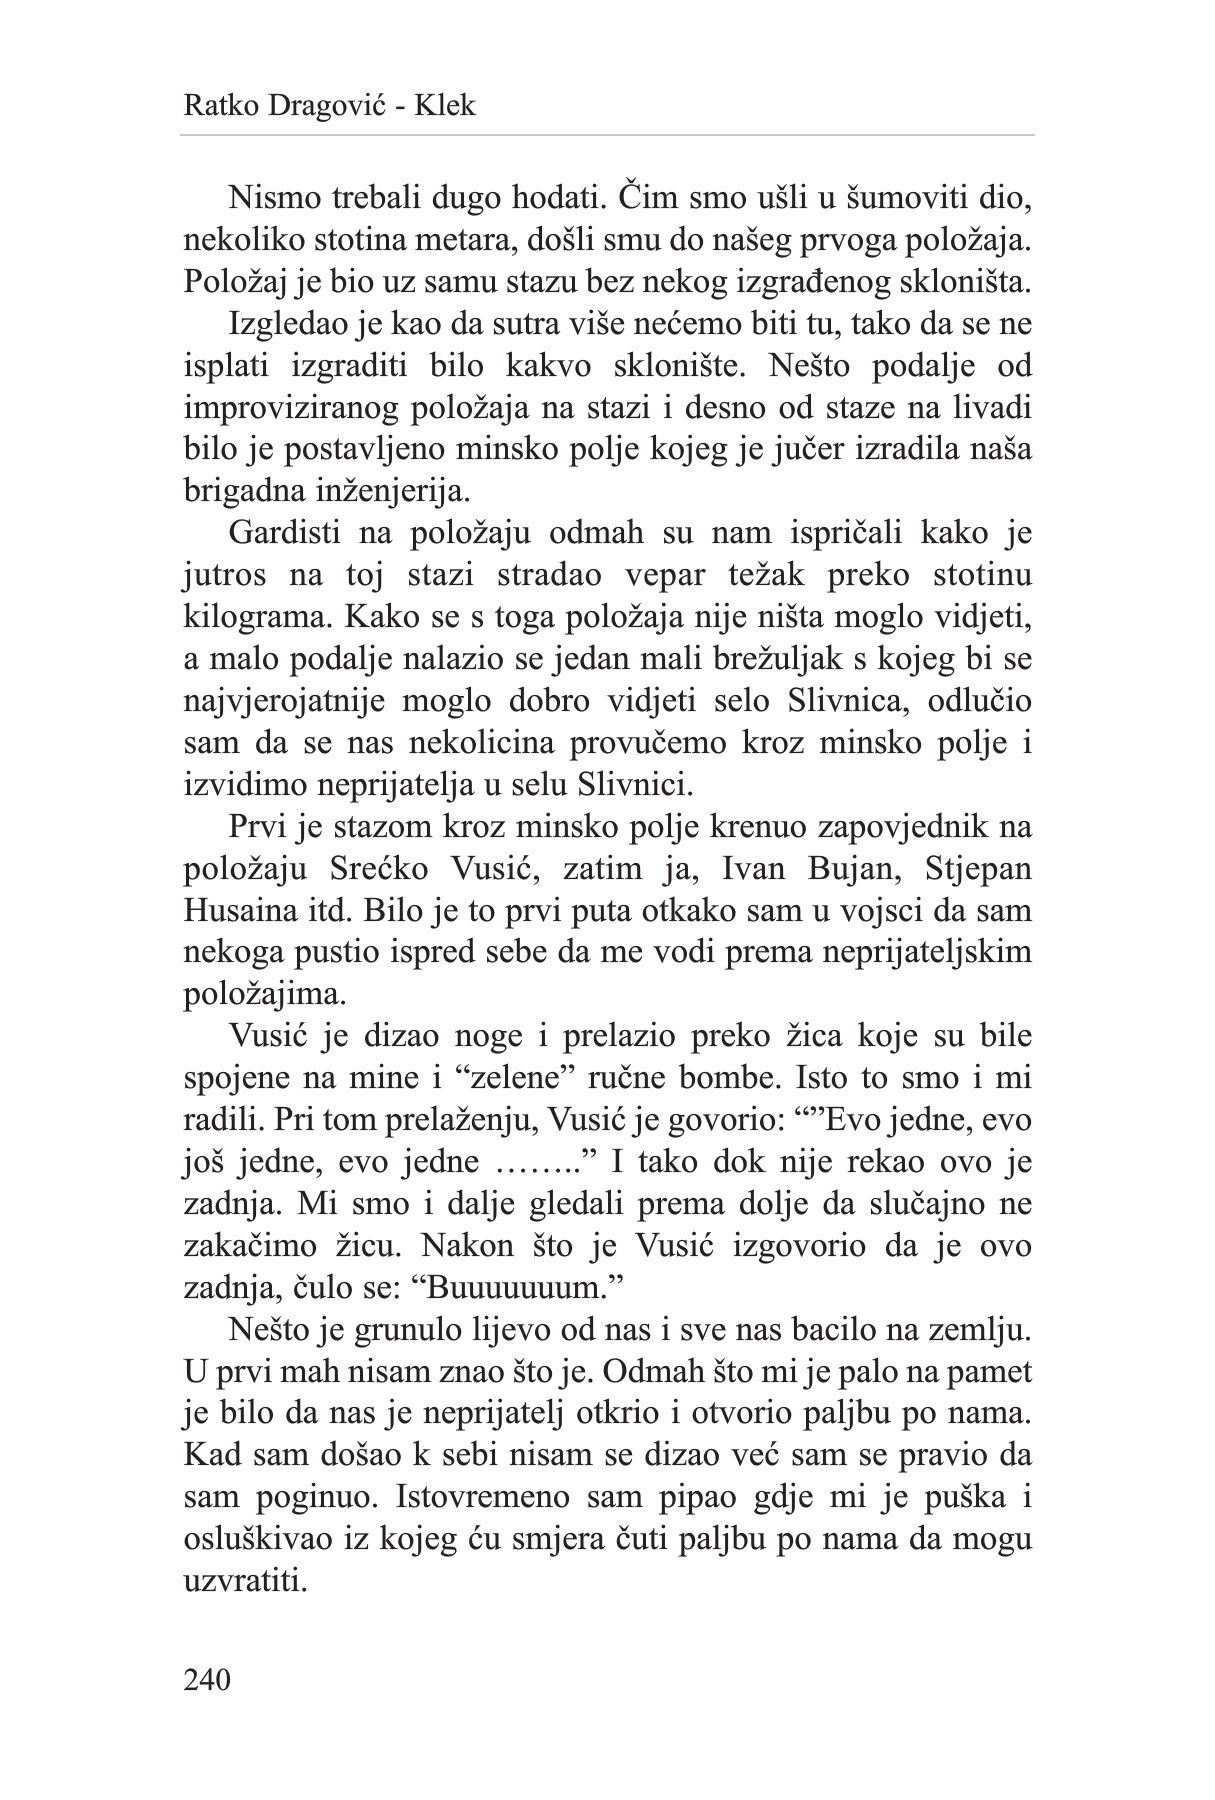 Ratko Dragović - Klek
Nismo trebali dugo hodati. Čim smo ušli u šumoviti dio,
nekoliko stotina metara, došli smu do našeg prvoga položaja.
Položaj je bio uz samu stazu bez nekog izgrađenog skloništa.
Izgledao je kao da sutra više nećemo biti tu, tako da se ne
isplati izgraditi bilo kakvo sklonište. Nešto podalje od
improviziranog položaja na stazi i desno od staze na livadi
bilo je postavljeno minsko polje kojeg je jučer izradila naša
brigadna inženjerija.
Gardisti na položaju odmah su nam ispričali kako je
jutros na toj stazi stradao vepar težak preko stotinu
kilograma. Kako se s toga položaja nije ništa moglo vidjeti,
a malo podalje nalazio se jedan mali brežuljak s kojeg bi se
najvjerojatnije moglo dobro vidjeti selo Slivnica, odlučio
sam da se nas nekolicina provučemo kroz minsko polje i
izvidimo neprijatelja u selu Slivnici.
Prvi je stazom kroz minsko polje krenuo zapovjednik na
položaju Srećko Vusić, zatim ja, Ivan Bujan, Stjepan
Husaina itd. Bilo je to prvi puta otkako sam u vojsci da sam
nekoga pustio ispred sebe da me vodi prema neprijateljskim
položajima.
Vusić je dizao noge i prelazio preko žica koje su bile
spojene na mine i “zelene” ručne bombe. Isto to smo i mi
radili. Pri tom prelaženju, Vusić je govorio: “”Evo jedne, evo
još jedne, evo jedne ……..” I tako dok nije rekao ovo je
zadnja. Mi smo i dalje gledali prema dolje da slučajno ne
zakačimo žicu. Nakon što je Vusić izgovorio da je ovo
zadnja, čulo se: “Buuuuuuum.”
Nešto je grunulo lijevo od nas i sve nas bacilo na zemlju.
U prvi mah nisam znao što je. Odmah što mi je palo na pamet
je bilo da nas je neprijatelj otkrio i otvorio paljbu po nama.
Kad sam došao k sebi nisam se dizao već sam se pravio da
sam poginuo. Istovremeno sam pipao gdje mi je puška i
osluškivao iz kojeg ću smjera čuti paljbu po nama da mogu
uzvratiti.
240